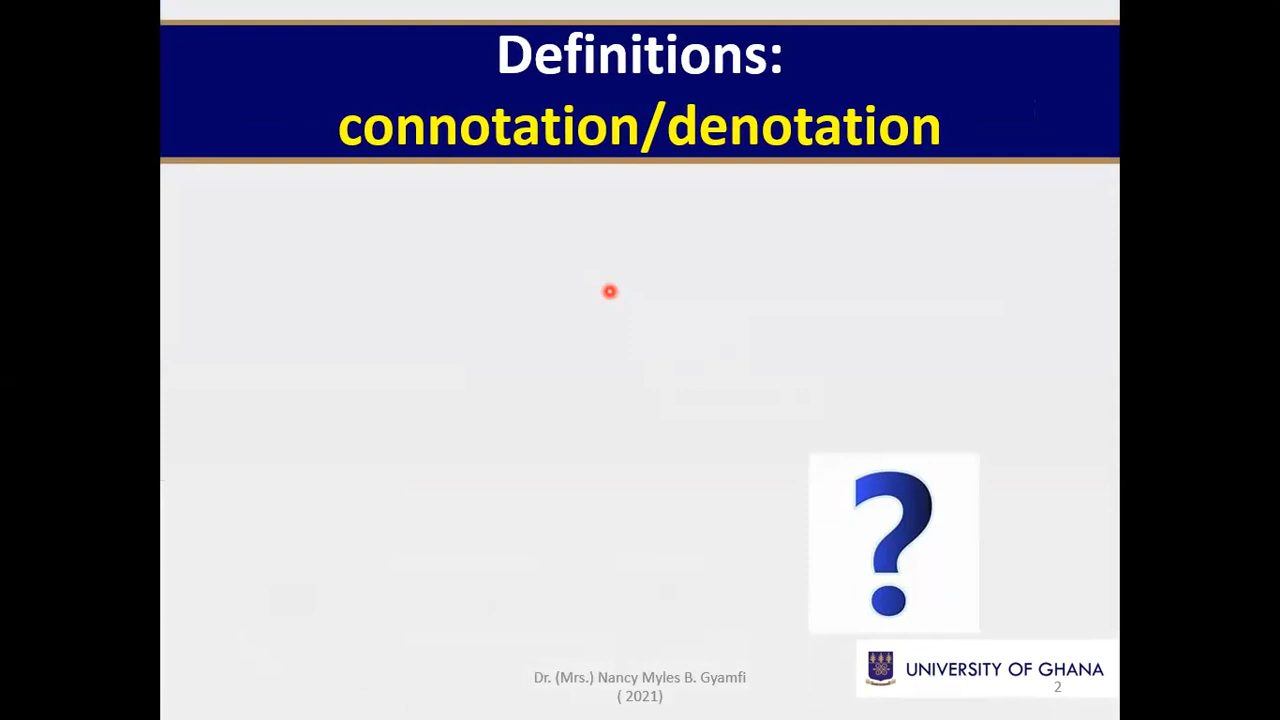 Definitions:
connotation/denotation
?
Dr. (Mrs.) Nancy Myles B. Gyamfi
( 2021)
UNIVERSITY OF GHANA
2